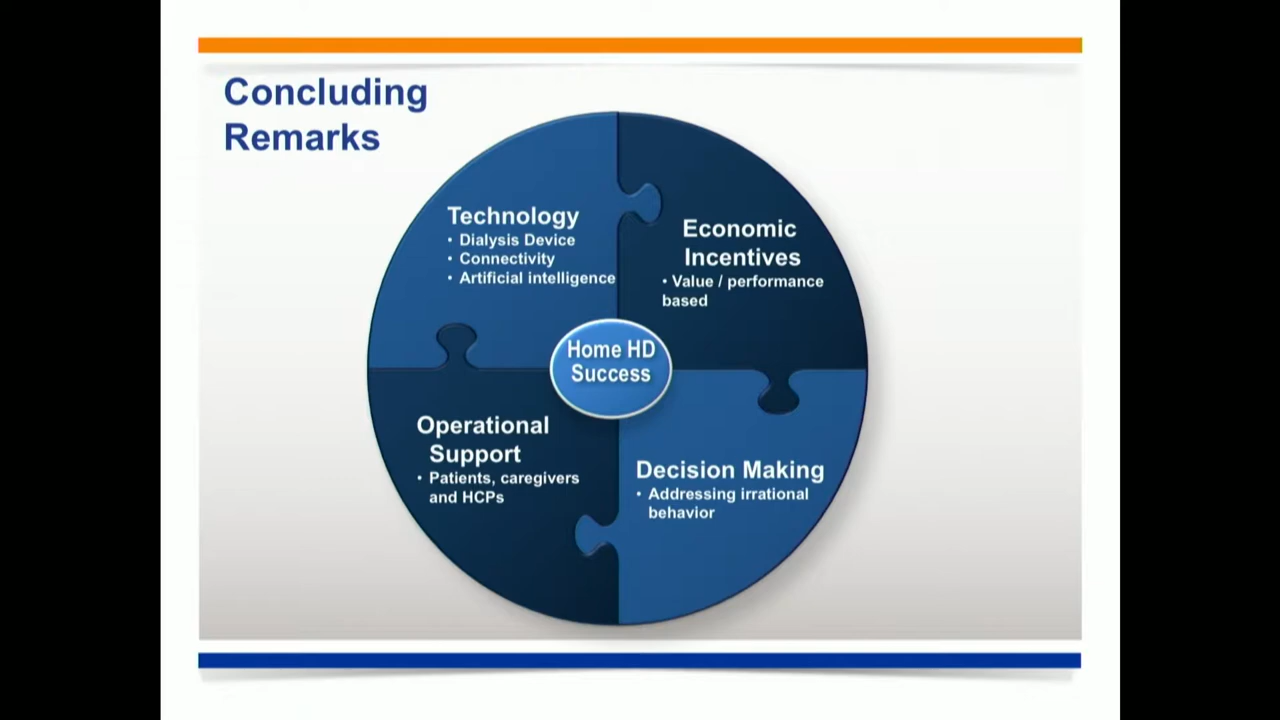 Concluding
Remarks
Technology
• Dialysis Device
• Connectivity
• Artificial intelligence
Economic
Incentives
• Value / performance
based
Home HD
Success
Operational
Support
• Patients, caregivers
and HCPs
Decision Making
• Addressing irrational
behavior